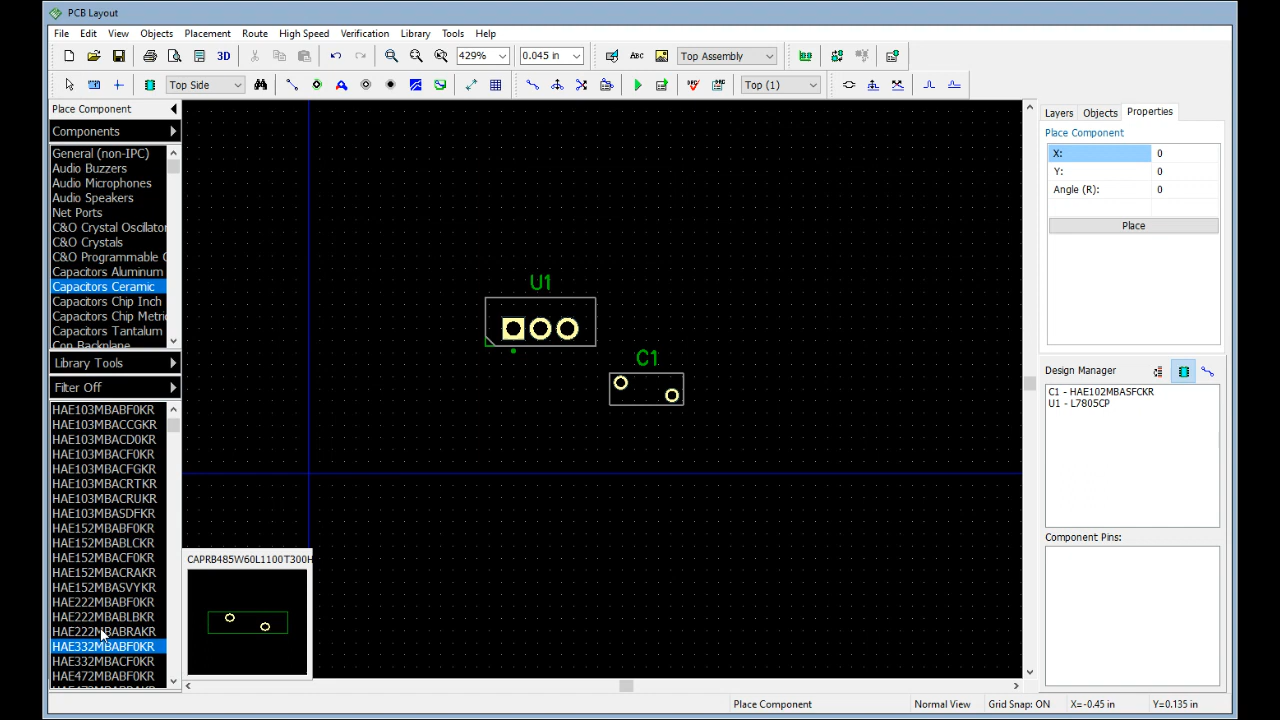 PCB Layout
File Edit View Objects Placement Route High Speed Verification Library Tools Help
3D 429% 0.045 in ABC Top Assembly
Top Side Top (1)
Place Component
Components
General (non-IPC)
Audio Buzzers
Audio Microphones
Audio Speakers
Net Ports
C&O Crystal Oscillator
C&O Crystals
C&O Programmable C
Capacitors Aluminum
Capacitors Ceramic
Capacitors Chip Inch
Capacitors Chip Metric
Capacitors Tantalum
Con Backplane
Library Tools
Filter Off
HAE103MBABF0KR
HAE103MBACCGKR
HAE103MBACD0KR
HAE103MBACF0KR
HAE103MBACFGKR
HAE103MBACRTKR
HAE103MBACRUKR
HAE103MBASDFKR
HAE152MBABF0KR
HAE152MBABLCKR
HAE152MBACF0KR
HAE152MBACRAKR
HAE152MBASVYKR
HAE222MBABF0KR
HAE222MBABLBKR
HAE222MBABRAKR
HAE332MBABF0KR
HAE332MBACF0KR
HAE472MBABF0KR
U1
C1
CAPRB485W60L1100T300H
Layers Objects Properties
Place Component
X: 0
Y: 0
Angle (R): 0
Place
Design Manager
C1 - HAE102MBASFCKR
U1 - L7805CP
Component Pins:
Place Component Normal View Grid Snap: ON X=-0.45 in Y=0.135 in